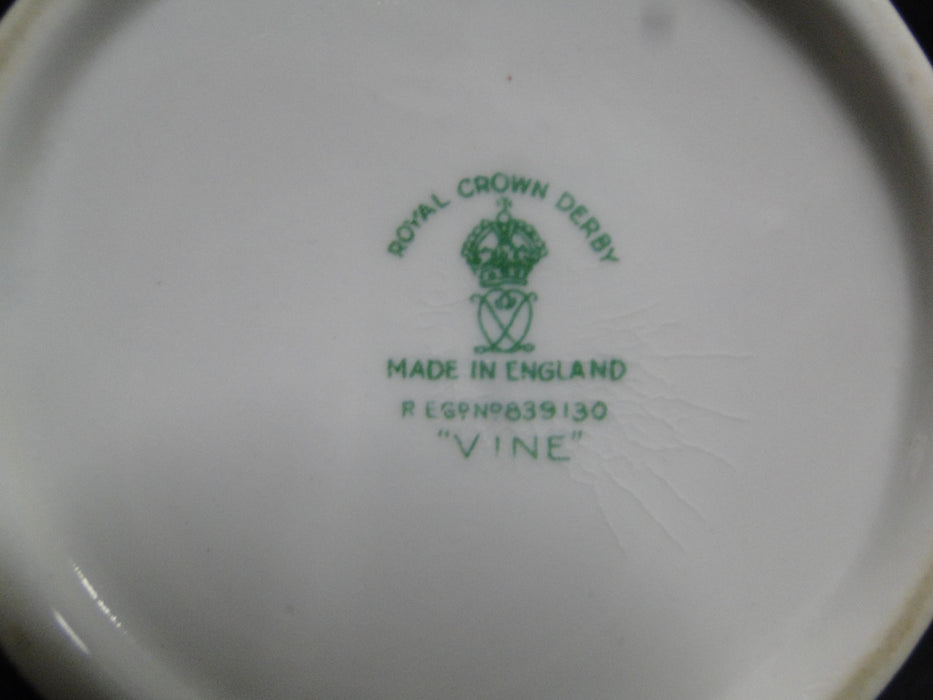 ROYAL CROWN DERBY
MADE IN ENGLAND
REGD Nº 839130
"VINE"